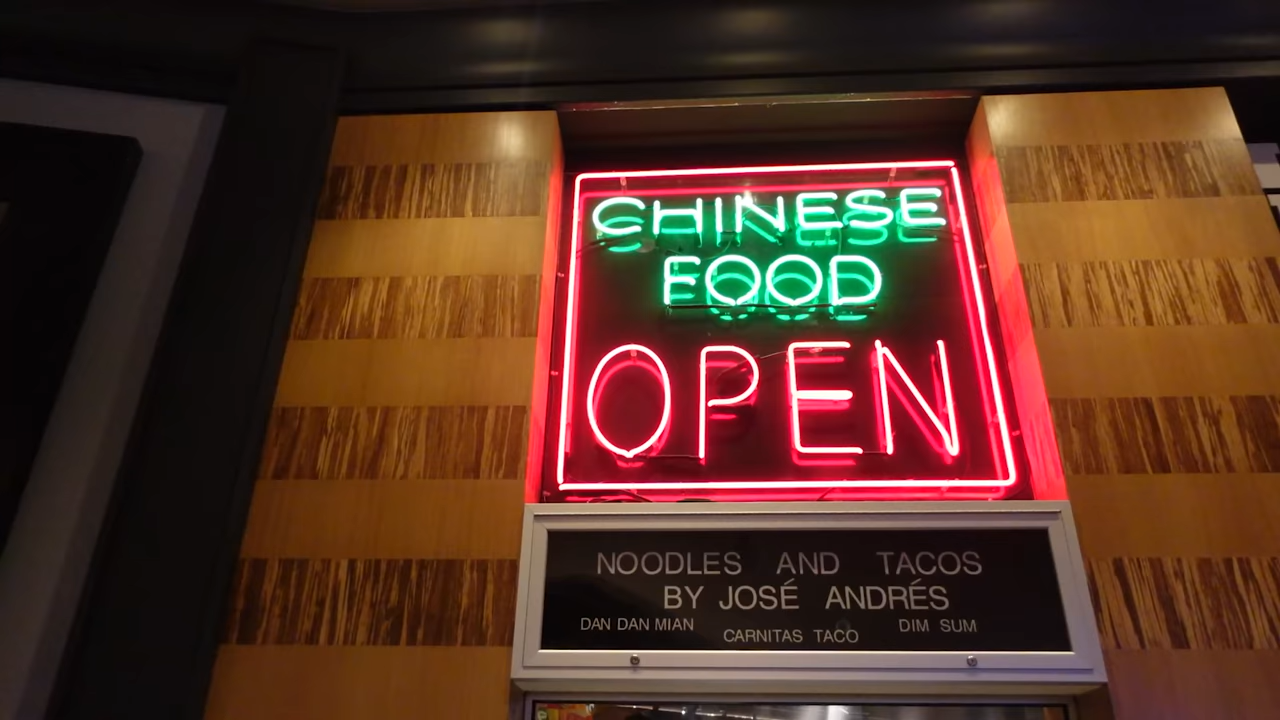 CHINESE
FOOD
OPEN
NOODLES AND TACOS
BY JOSÉ ANDRÉS
DAN DAN MIAN CARNITAS TACO DIM SUM